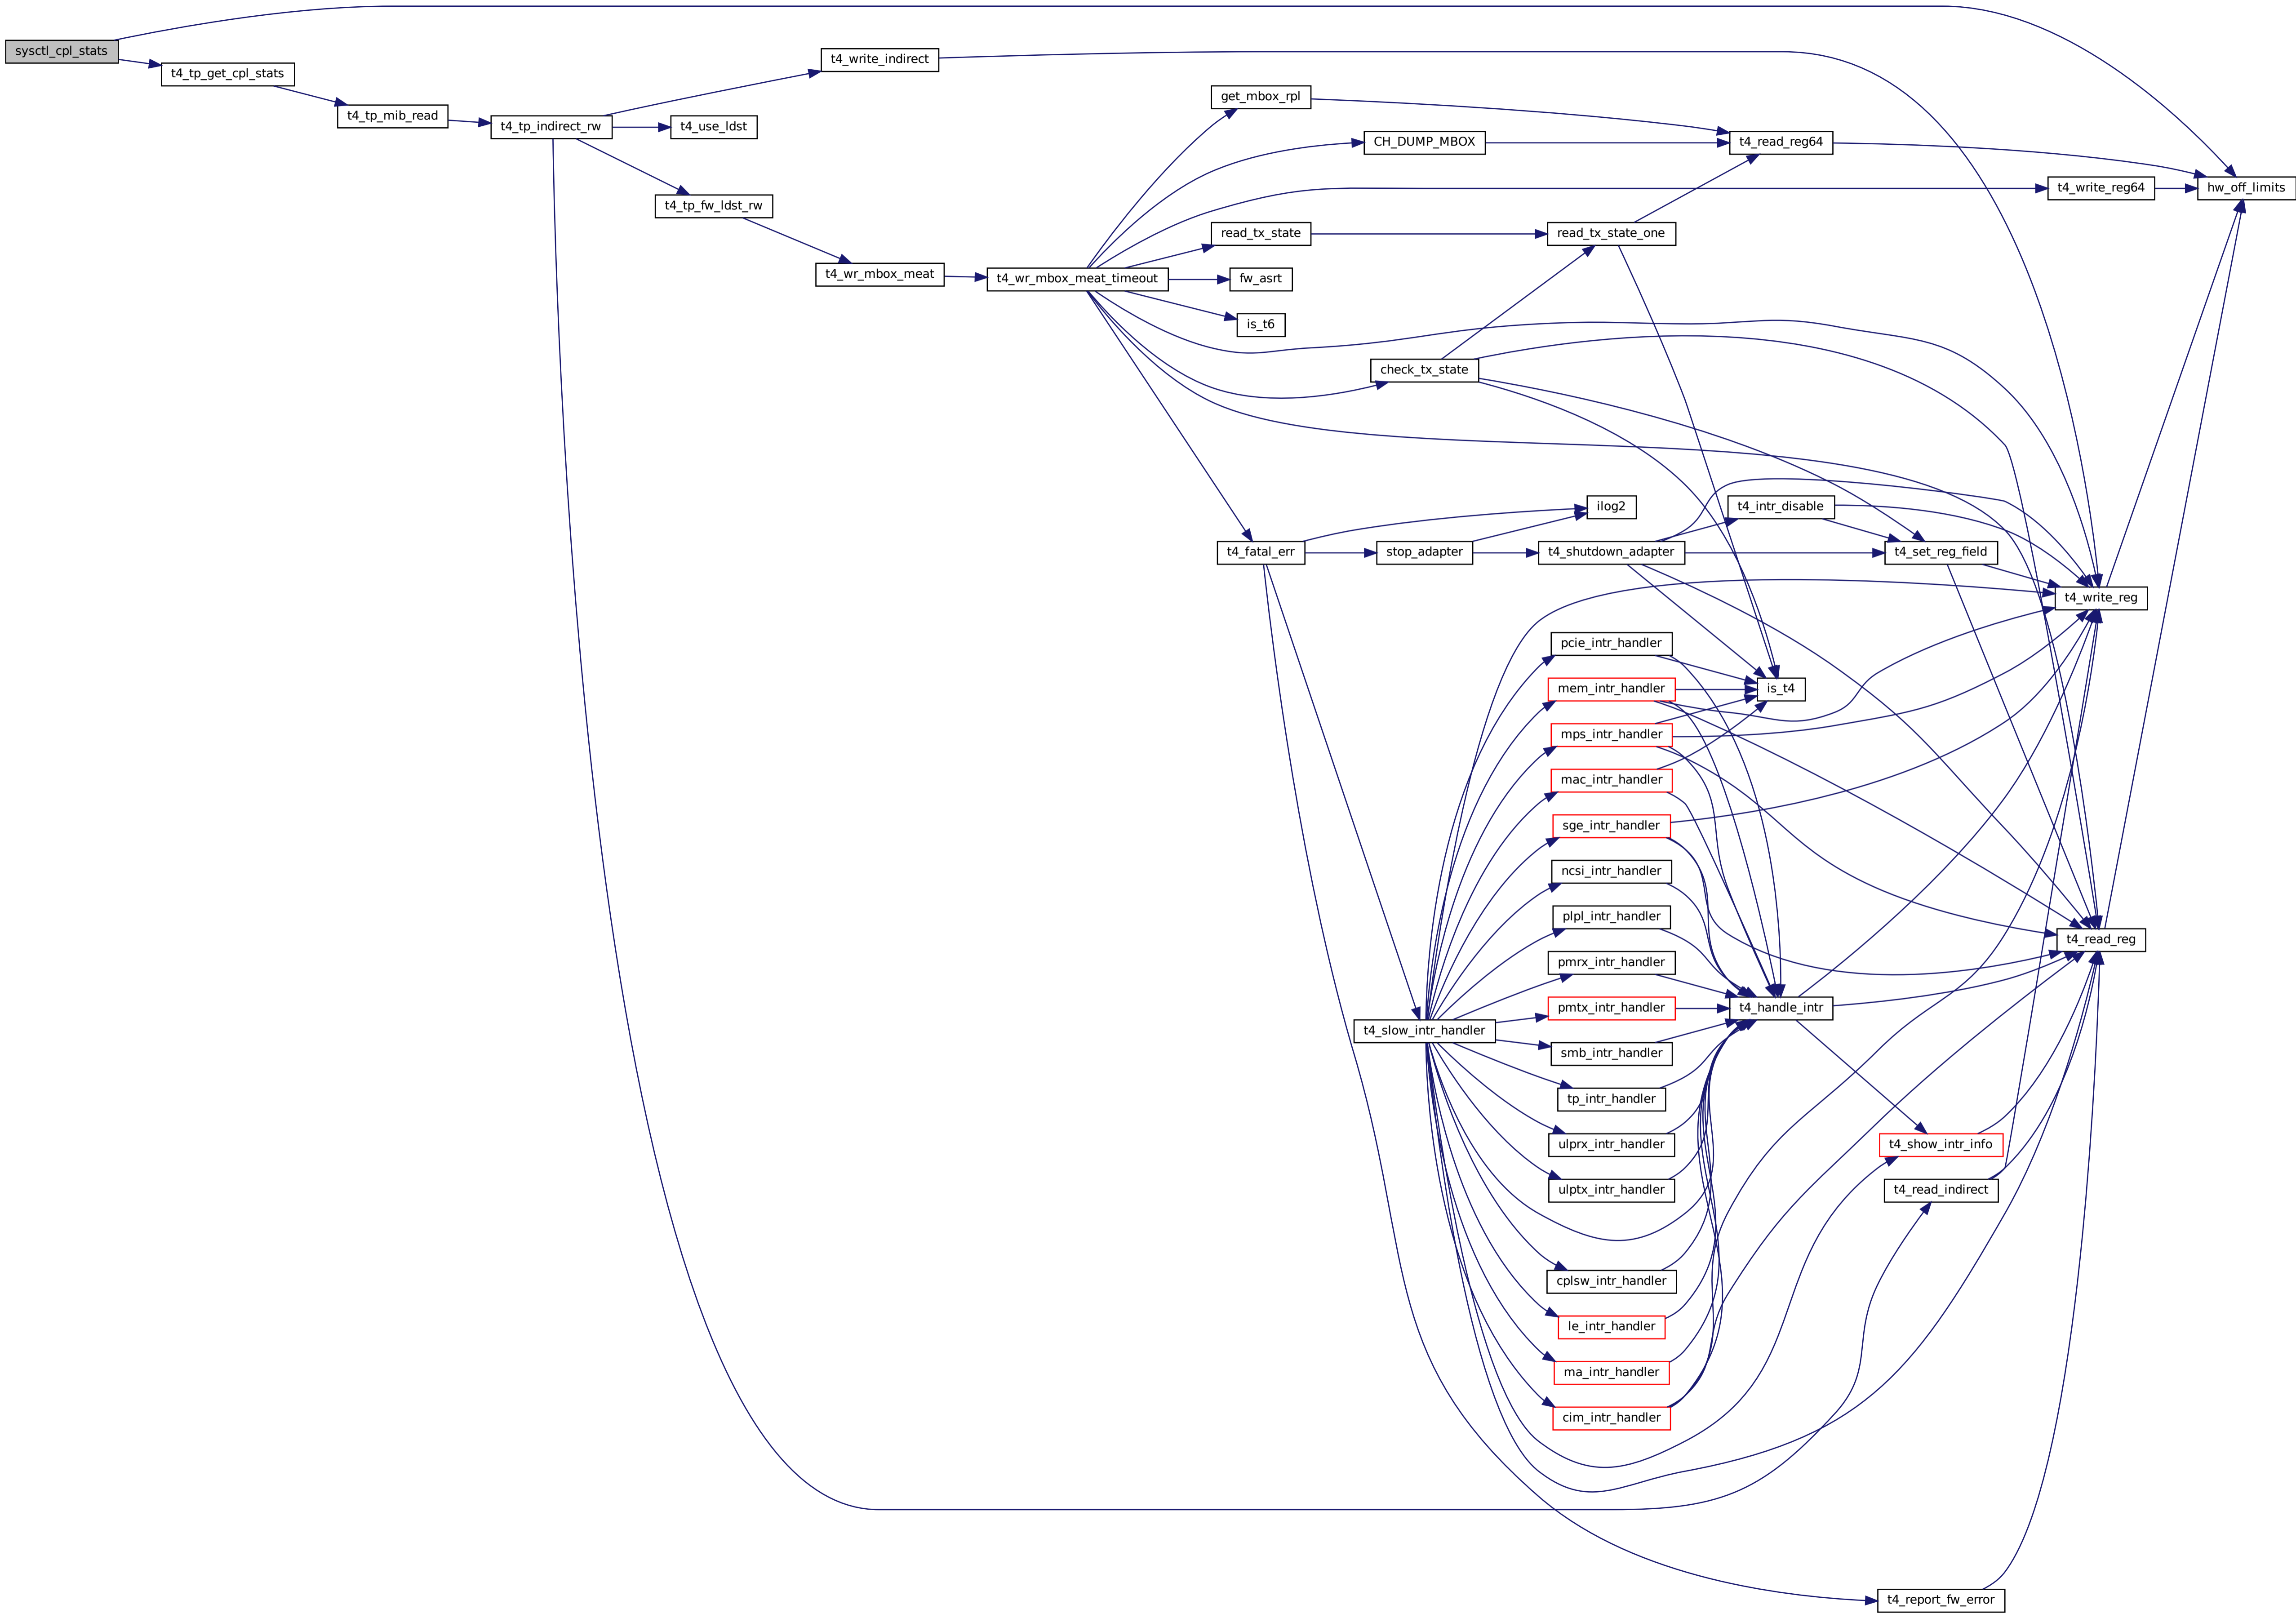 sysctl_cpl_stats
t4_tp_get_cpl_stats
t4_tp_mib_read
t4_tp_indirect_rw
t4_write_indirect
t4_use_ldst
t4_tp_fw_ldst_rw
t4_wr_mbox_meat
t4_wr_mbox_meat_timeout
get_mbox_rpl
CH_DUMP_MBOX
t4_read_reg64
t4_write_reg64
hw_off_limits
read_tx_state
read_tx_state_one
fw_asrt
is_t6
check_tx_state
ilog2
t4_intr_disable
t4_fatal_err
stop_adapter
t4_shutdown_adapter
t4_set_reg_field
t4_write_reg
pcie_intr_handler
mem_intr_handler
is_t4
mps_intr_handler
mac_intr_handler
sge_intr_handler
ncsi_intr_handler
plpl_intr_handler
t4_read_reg
pmrx_intr_handler
pmtx_intr_handler
t4_handle_intr
t4_slow_intr_handler
smb_intr_handler
tp_intr_handler
ulprx_intr_handler
t4_show_intr_info
ulptx_intr_handler
t4_read_indirect
cplsw_intr_handler
le_intr_handler
ma_intr_handler
cim_intr_handler
t4_report_fw_error